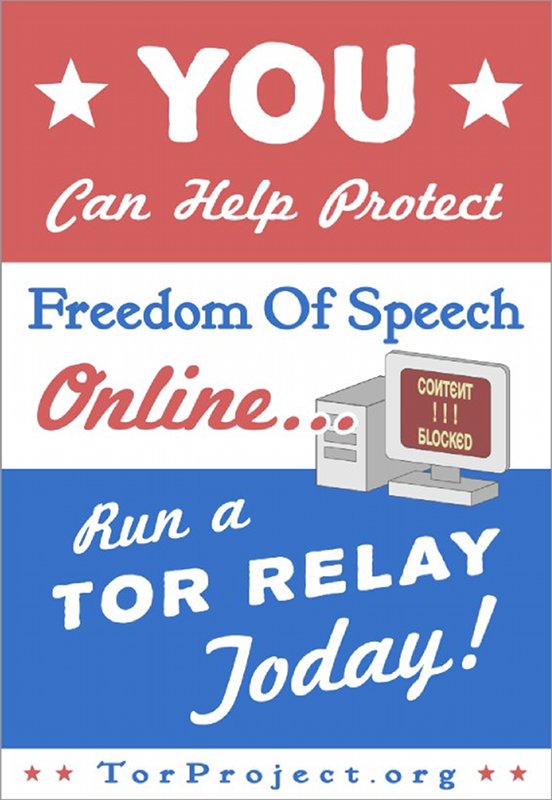 YOU
Can Help Protect
Freedom Of Speech
Online...
CONTENT
!!!
BLOCKED
Run a
TOR RELAY
Today!
TorProject.org